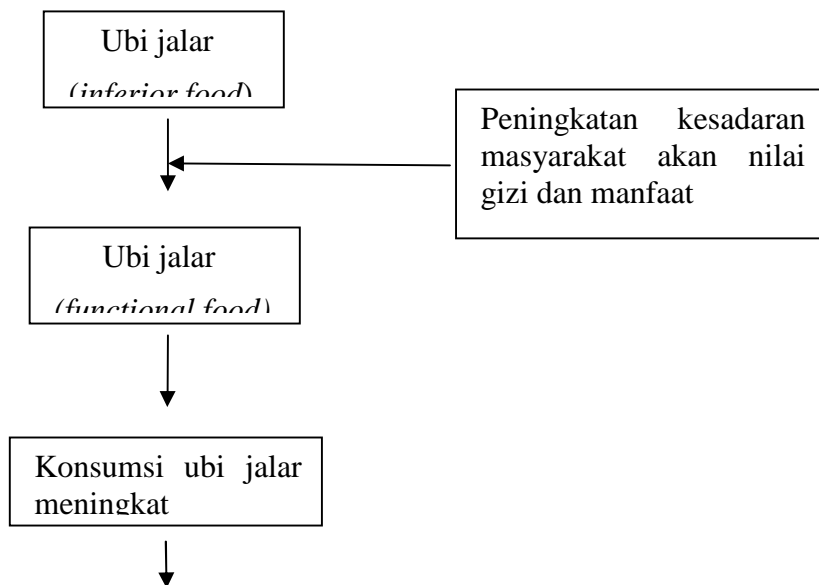 Ubi jalar
(inferior food)
Peningkatan kesadaran
masyarakat akan nilai
gizi dan manfaat
Ubi jalar
(functional food)
Konsumsi ubi jalar
meningkat